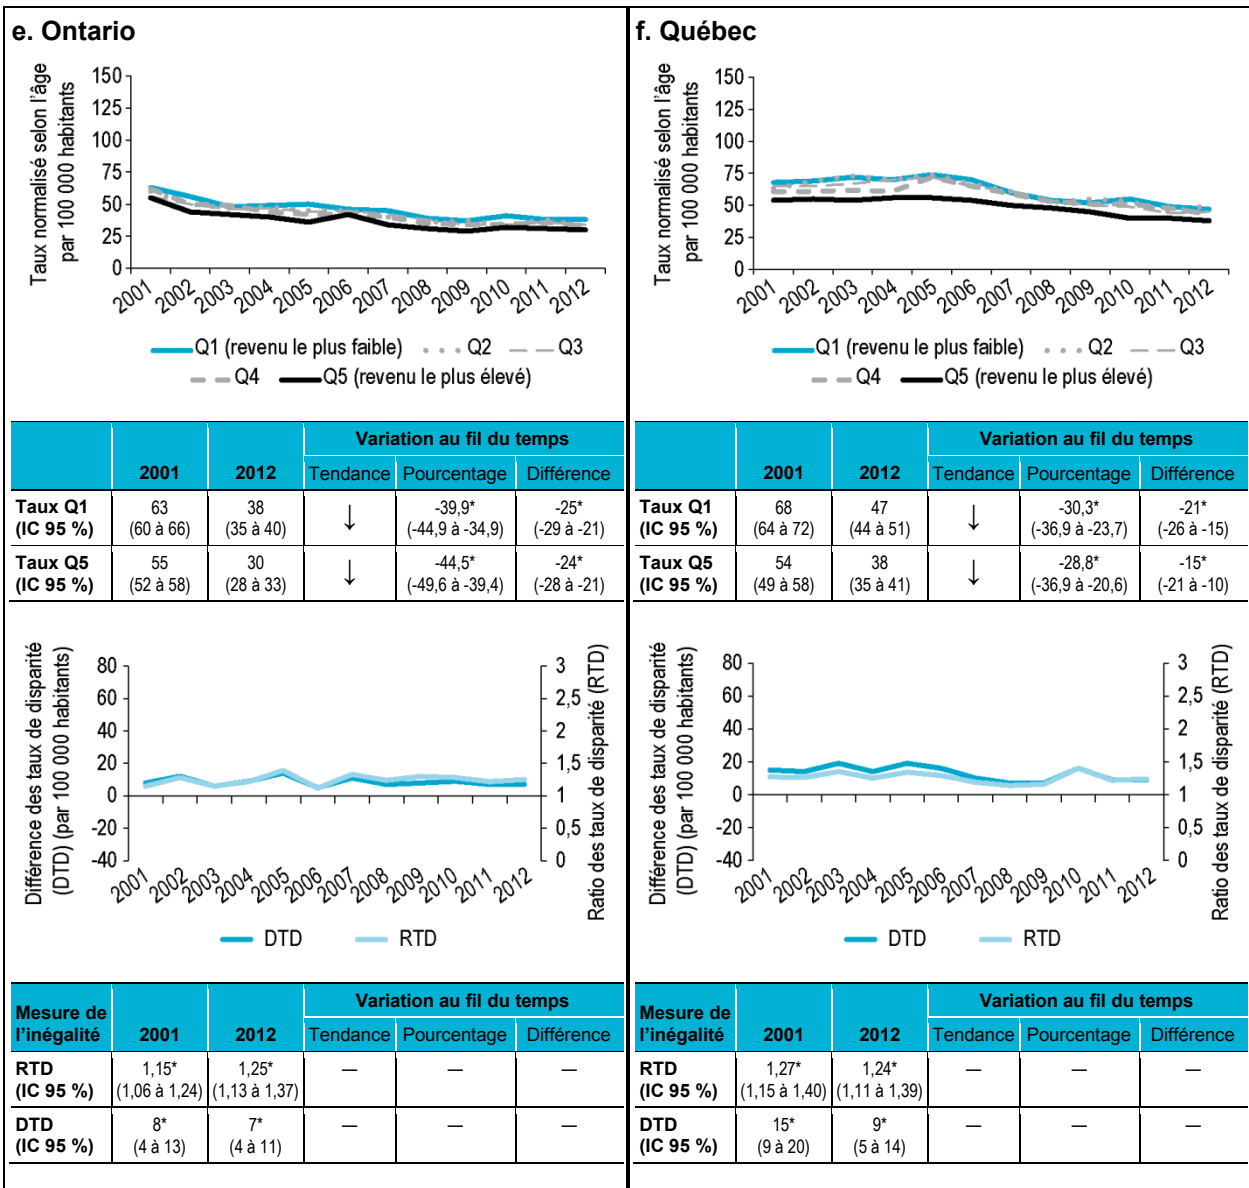 e. Ontario
Taux normalisé selon l'âge
par 100 000 habitants
150
125
100
75
50
25
0
2001 2002 2003 2004 2005 2006 2007 2008 2009 2010 2011 2012
Q1 (revenu le plus faible) Q2 Q3
Q4 Q5 (revenu le plus élevé)
Variation au fil du temps
2001 2012 Tendance Pourcentage Différence
Taux Q1 63 38 ↓ -39,9* -25*
(IC 95 %) (60 à 66) (35 à 40) (-44,9 à -34,9) (-29 à -21)
Taux Q5 55 30 ↓ -44,5* -24*
(IC 95 %) (52 à 58) (28 à 33) (-49,6 à -39,4) (-28 à -21)
Différence des taux de disparité
(DTD) (par 100 000 habitants)
80
60
40
20
0
-20
-40
3
2,5
2
1,5
1
0,5
0
Ratio des taux de disparité (RTD)
2001 2002 2003 2004 2005 2006 2007 2008 2009 2010 2011 2012
DTD RTD
Variation au fil du temps
Mesure de
l'inégalité 2001 2012 Tendance Pourcentage Différence
RTD 1,15* 1,25* — — —
(IC 95 %) (1,06 à 1,24) (1,13 à 1,37)
DTD 8* 7* — — —
(IC 95 %) (4 à 13) (4 à 11)
f. Québec
Taux normalisé selon l'âge
par 100 000 habitants
150
125
100
75
50
25
0
2001 2002 2003 2004 2005 2006 2007 2008 2009 2010 2011 2012
Q1 (revenu le plus faible) Q2 Q3
Q4 Q5 (revenu le plus élevé)
Variation au fil du temps
2001 2012 Tendance Pourcentage Différence
Taux Q1 68 47 ↓ -30,3* -21*
(IC 95 %) (64 à 72) (44 à 51) (-36,9 à -23,7) (-26 à -15)
Taux Q5 54 38 ↓ -28,8* -15*
(IC 95 %) (49 à 58) (35 à 41) (-36,9 à -20,6) (-21 à -10)
Différence des taux de disparité
(DTD) (par 100 000 habitants)
80
60
40
20
0
-20
-40
3
2,5
2
1,5
1
0,5
0
Ratio des taux de disparité (RTD)
2001 2002 2003 2004 2005 2006 2007 2008 2009 2010 2011 2012
DTD RTD
Variation au fil du temps
Mesure de
l'inégalité 2001 2012 Tendance Pourcentage Différence
RTD 1,27* 1,24* — — —
(IC 95 %) (1,15 à 1,40) (1,11 à 1,39)
DTD 15* 9* — — —
(IC 95 %) (9 à 20) (5 à 14)